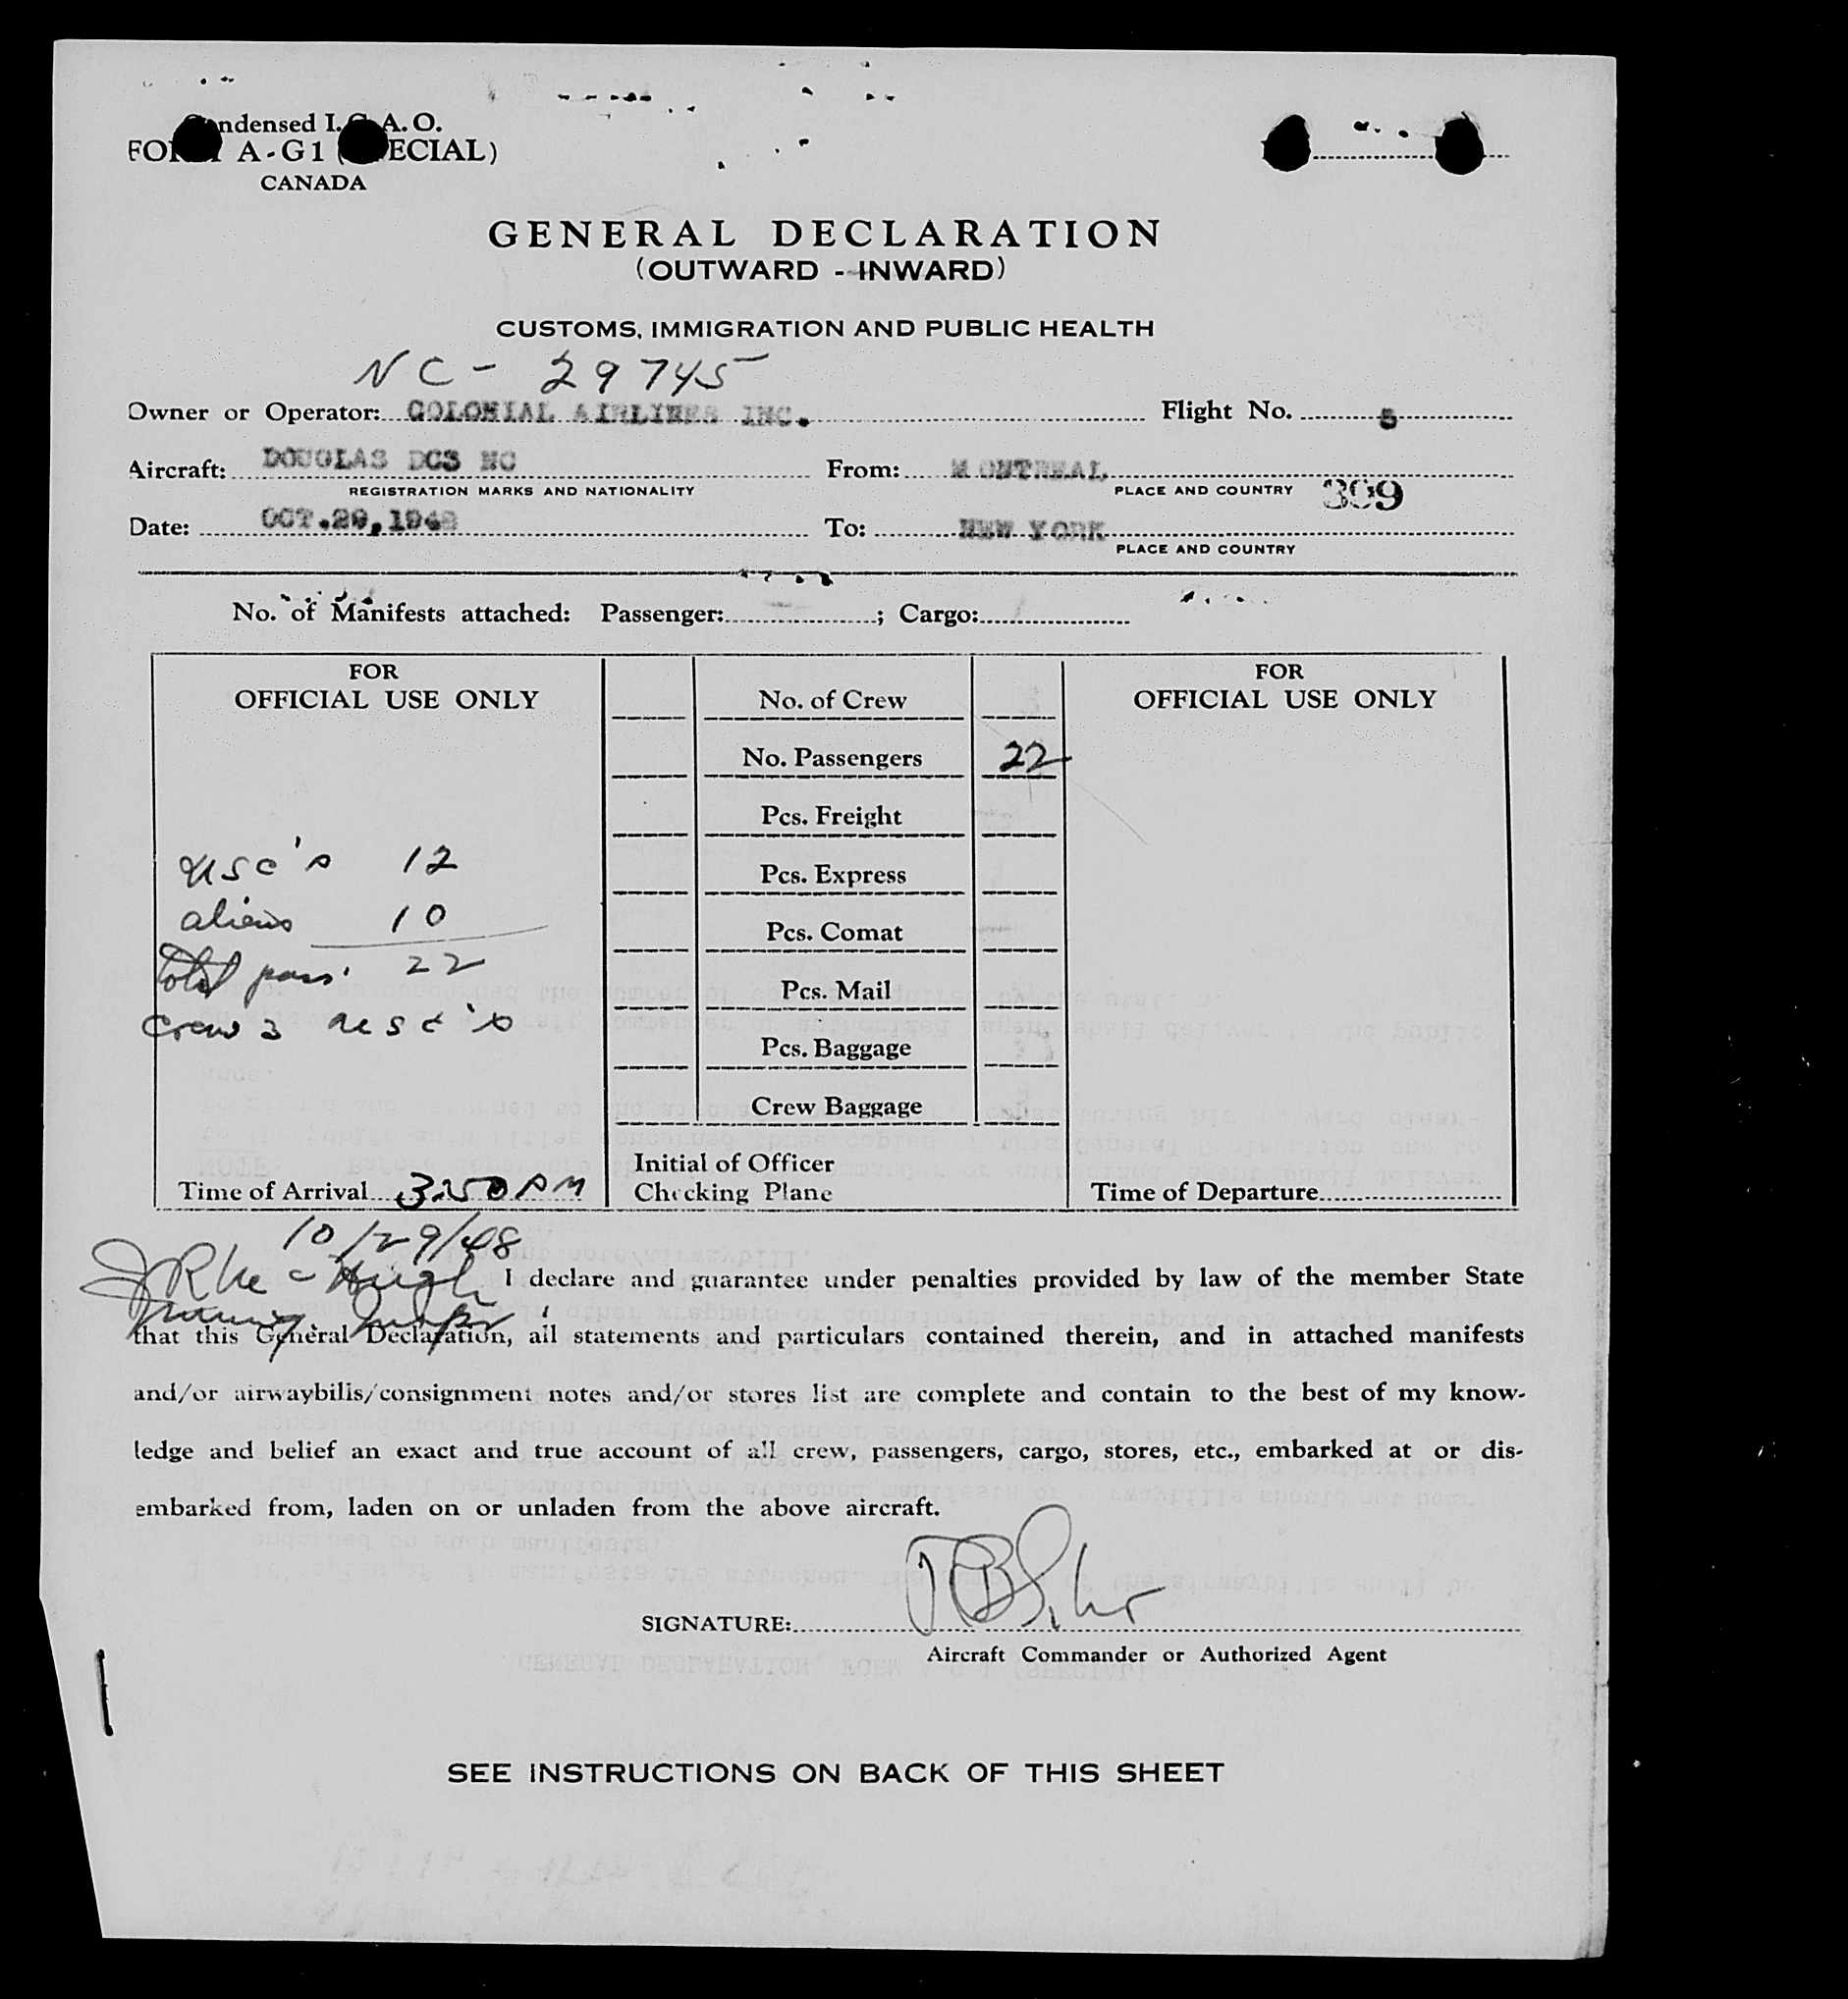 Condensed I.C.A.O.
FORM A-G1 (SPECIAL)
CANADA
GENERAL DECLARATION
(OUTWARD - INWARD)
CUSTOMS, IMMIGRATION AND PUBLIC HEALTH
NC- 29745
Owner or Operator: COLONIAL AIRLINES INC. Flight No. 5
Aircraft: DOUGLAS DC3 NC From: MONTREAL
REGISTRATION MARKS AND NATIONALITY PLACE AND COUNTRY 399
Date: OCT.29,1948 To: NEW YORK
PLACE AND COUNTRY
No. of Manifests attached: Passenger: ; Cargo:
FOR
OFFICIAL USE ONLY
usc's 12
aliens 10
Total pass. 22
Crew 3 usc's
Time of Arrival 3:50 PM
10/29/48
No. of Crew
No. Passengers 22
Pcs. Freight
Pcs. Express
Pcs. Comat
Pcs. Mail
Pcs. Baggage
Crew Baggage
Initial of Officer
Checking Plane
FOR
OFFICIAL USE ONLY
Time of Departure
I declare and guarantee under penalties provided by law of the member State
that this General Declaration, all statements and particulars contained therein, and in attached manifests
and/or airwaybills/consignment notes and/or stores list are complete and contain to the best of my know-
ledge and belief an exact and true account of all crew, passengers, cargo, stores, etc., embarked at or dis-
embarked from, laden on or unladen from the above aircraft.
SIGNATURE:
Aircraft Commander or Authorized Agent
SEE INSTRUCTIONS ON BACK OF THIS SHEET